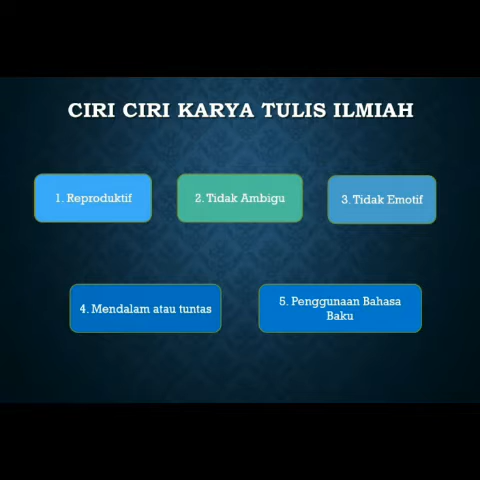 CIRI CIRI KARYA TULIS ILMIAH
1. Reproduktif
2. Tidak Ambigu
3. Tidak Emotif
4. Mendalam atau tuntas
5. Penggunaan Bahasa
Baku